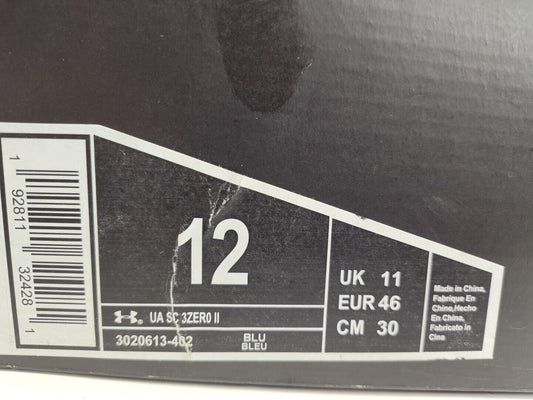 1 92811 32428 1
12
UA SC 3ZER0 II
3020613-402
BLU
BLEU
UK 11
EUR 46
CM 30
Made in China,
Fabrique En
Chine,Hecho
En China,
Fabricato in
Cina